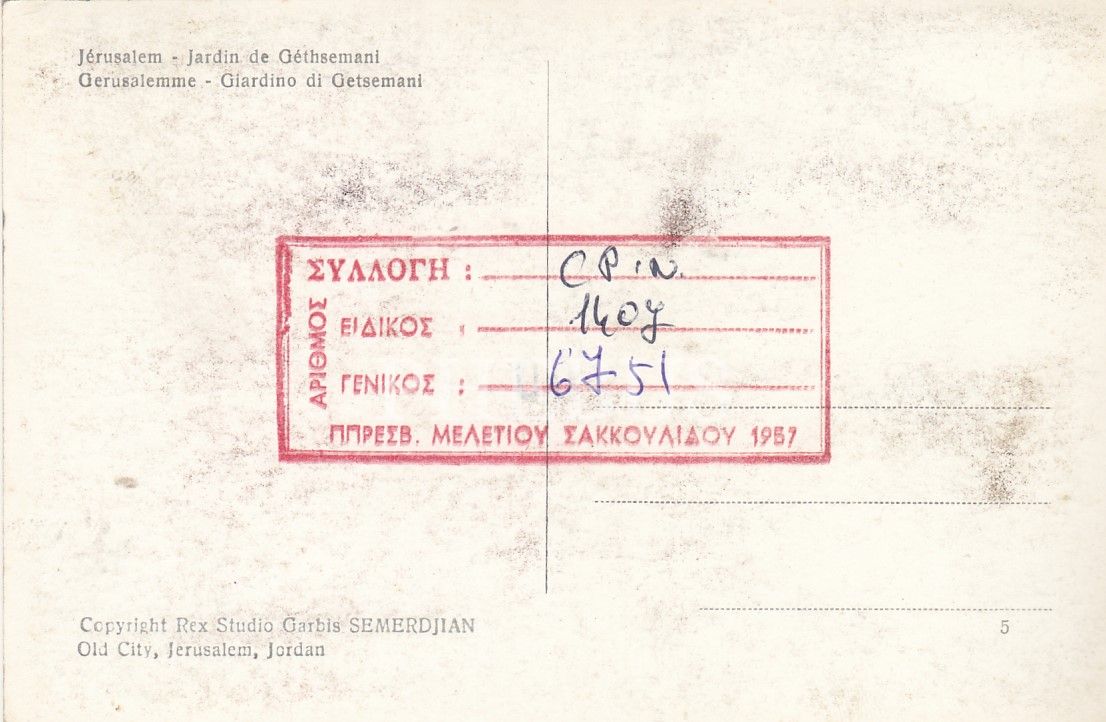 Jérusalem - Jardin de Géthsemani
Gerusalemme - Giardino di Getsemani
ΣΥΛΛΟΓΗ : C P. N.
ΑΡΙΘΜΟΣ
ΕΙΔΙΚΟΣ : 1407
ΓΕΝΙΚΟΣ : 6751
ΠΠΡΕΣΒ. ΜΕΛΕΤΙΟΥ ΣΑΚΚΟΥΛΙΔΟΥ 1957
Copyright Rex Studio Garbis SEMERDJIAN
Old City, Jerusalem, Jordan
5